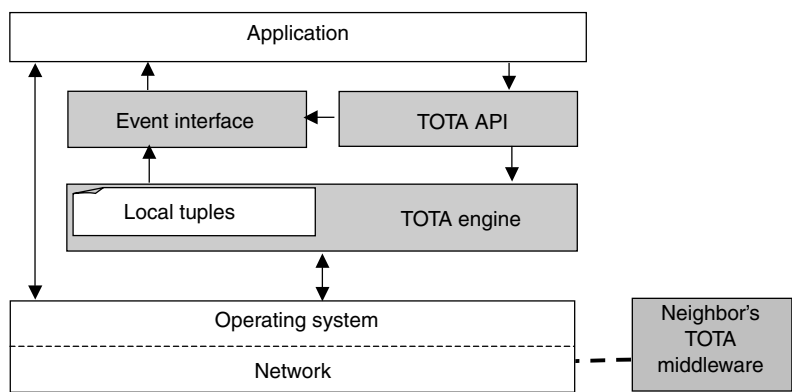 Application
Event interface
TOTA API
Local tuples
TOTA engine
Operating system
Network
Neighbor's
TOTA
middleware